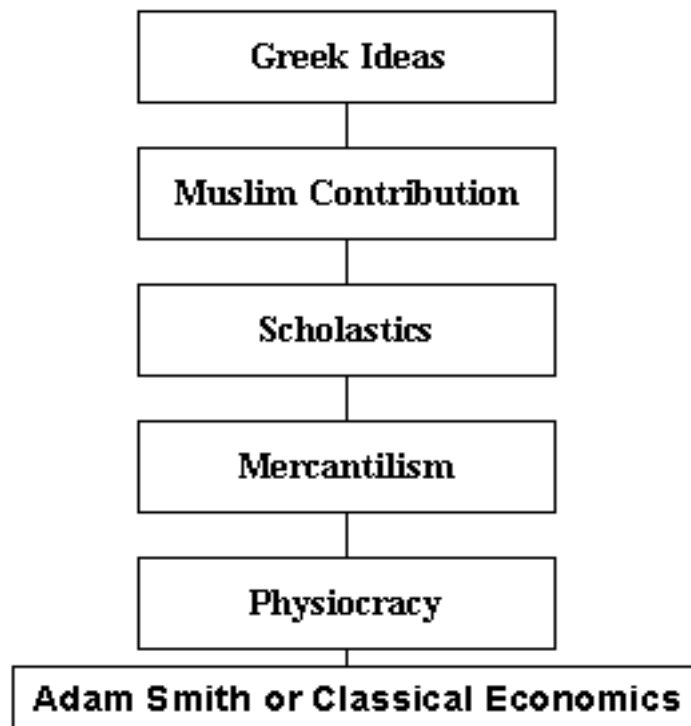 Greek Ideas
Muslim Contribution
Scholastics
Mercantilism
Physiocracy
Adam Smith or Classical Economics